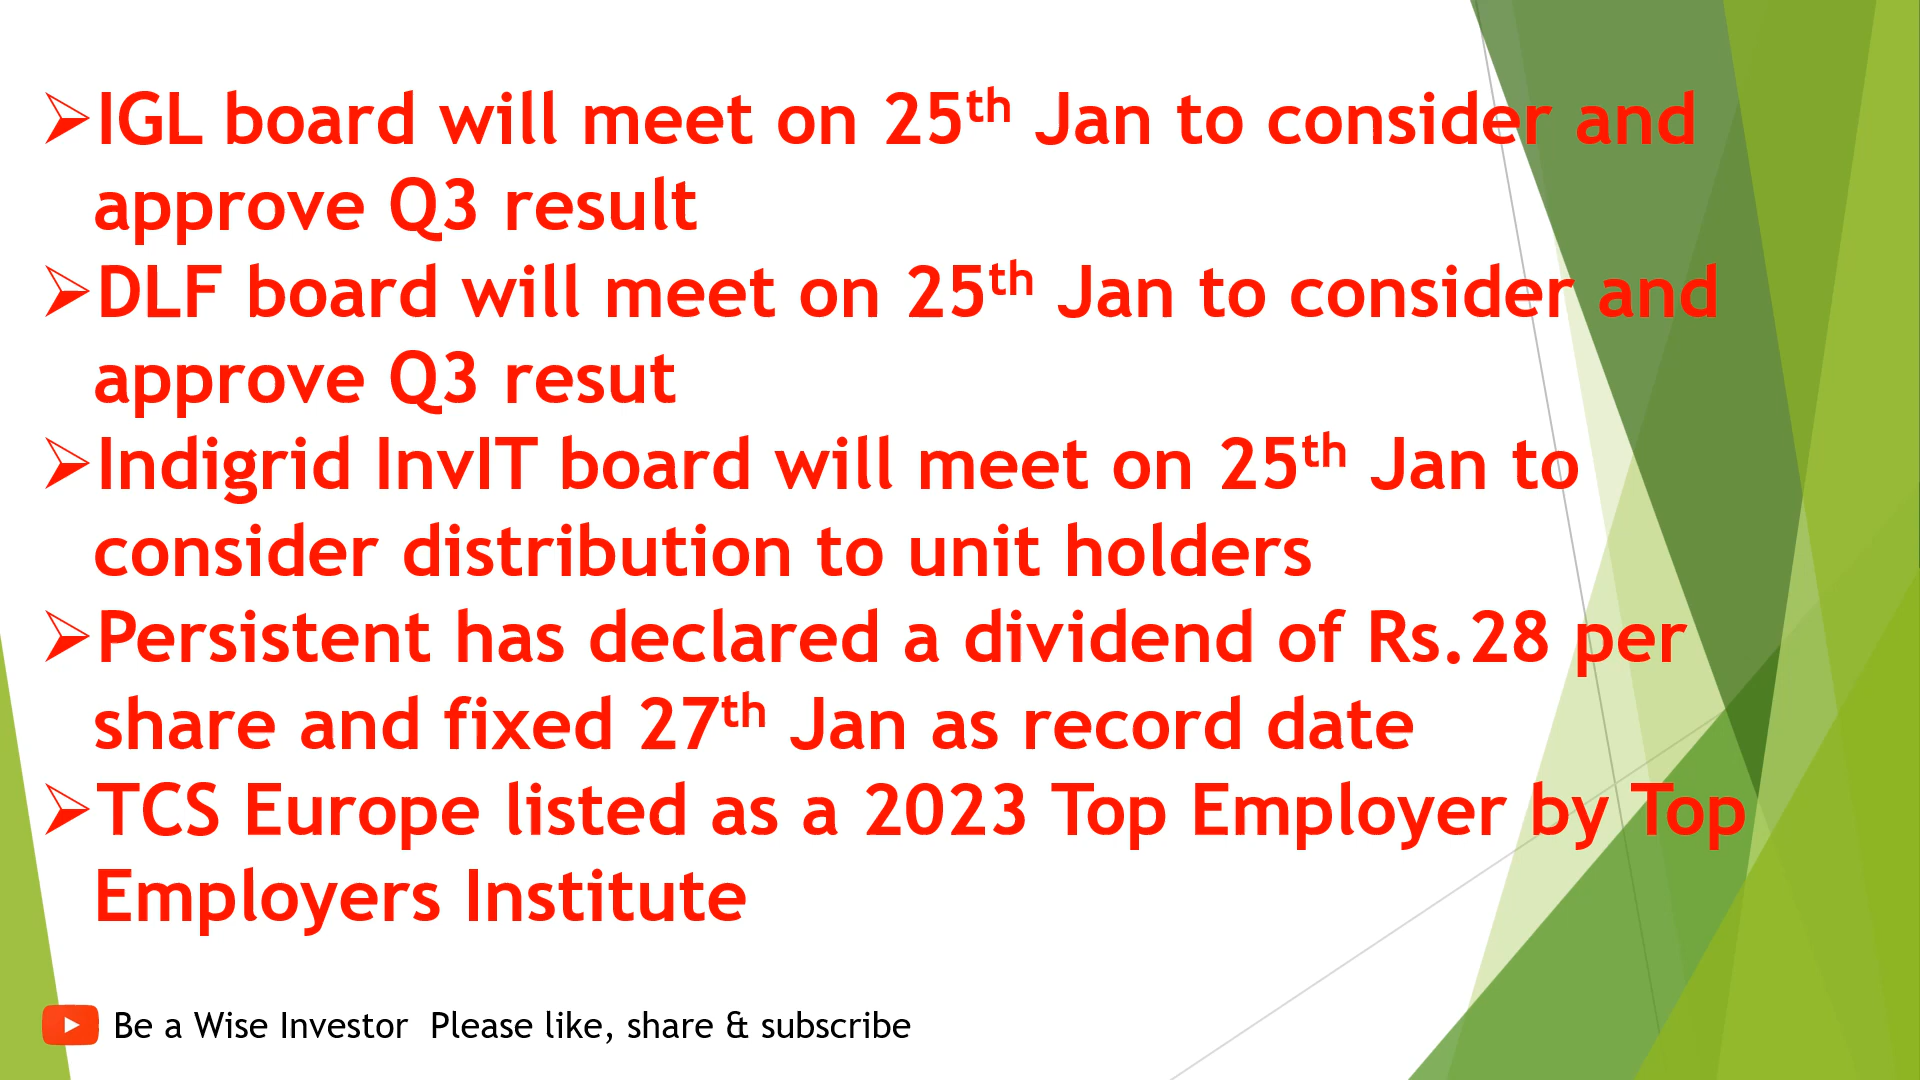 ➢IGL board will meet on 25th Jan to consider and
approve Q3 result
➢DLF board will meet on 25th Jan to consider and
approve Q3 resut
➢Indigrid InvIT board will meet on 25th Jan to
consider distribution to unit holders
➢Persistent has declared a dividend of Rs.28 per
share and fixed 27th Jan as record date
➢TCS Europe listed as a 2023 Top Employer by Top
Employers Institute
Be a Wise Investor  Please like, share & subscribe